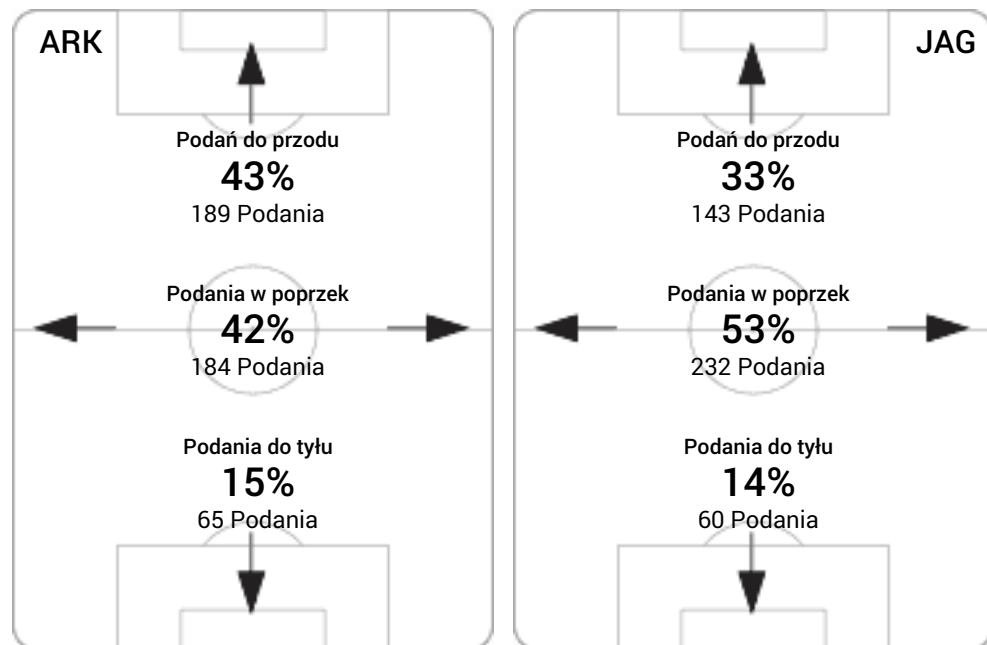 ARK
Podań do przodu
43%
189 Podania
Podania w poprzek
42%
184 Podania
Podania do tyłu
15%
65 Podania
JAG
Podań do przodu
33%
143 Podania
Podania w poprzek
53%
232 Podania
Podania do tyłu
14%
60 Podania